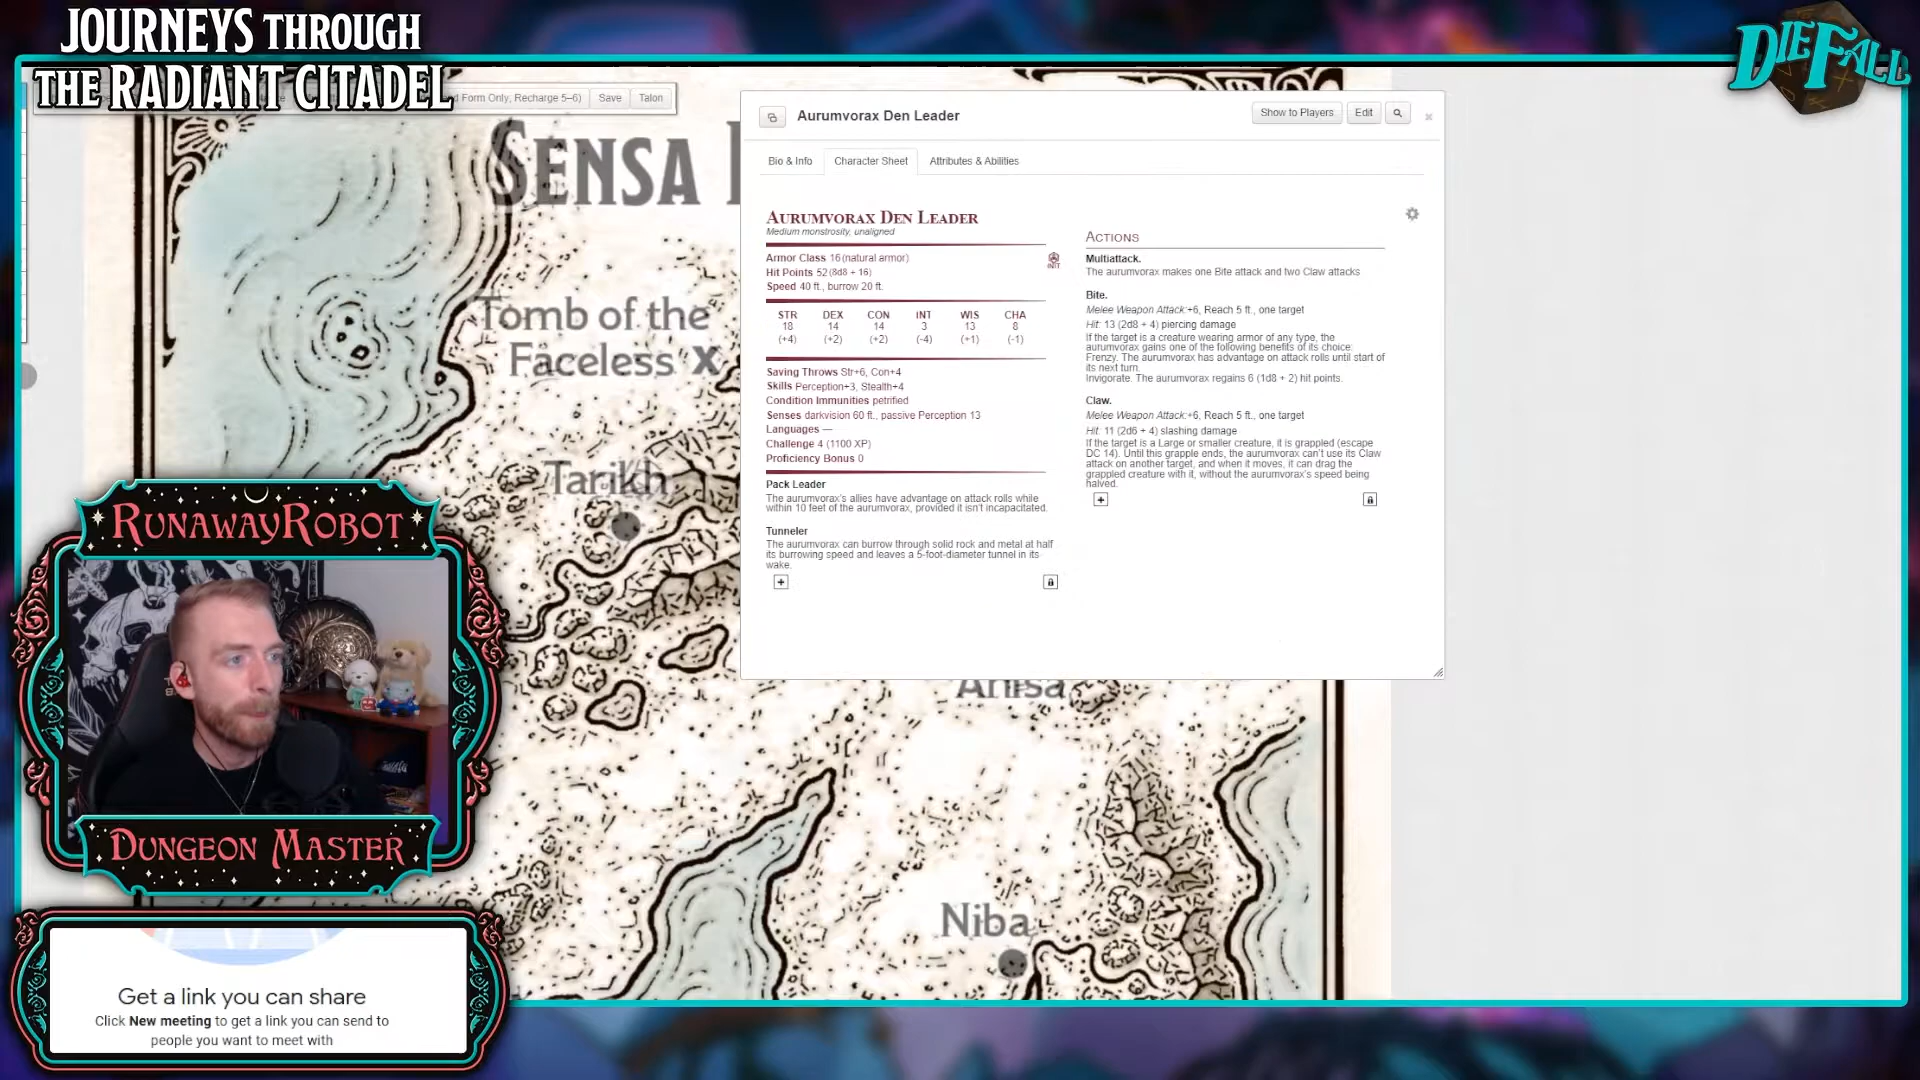 JOURNEYS THROUGH
THE RADIANT CITADEL
DIEFALL
d Form Only, Recharge 5–6)
Save
Talon
SENSA
Tomb of the
Faceless X
Tarikh
Anisa
Niba
Aurumvorax Den Leader
Show to Players
Edit
Bio & Info
Character Sheet
Attributes & Abilities
AURUMVORAX DEN LEADER
Medium monstrosity, unaligned
Armor Class 16 (natural armor)
Hit Points 52 (8d8 + 16)
Speed 40 ft., burrow 20 ft.
INIT
STR DEX CON INT WIS CHA
18 14 14 3 13 8
(+4) (+2) (+2) (-4) (+1) (-1)
Saving Throws Str+6, Con+4
Skills Perception+3, Stealth+4
Condition Immunities petrified
Senses darkvision 60 ft., passive Perception 13
Languages —
Challenge 4 (1100 XP)
Proficiency Bonus 0
Pack Leader
The aurumvorax's allies have advantage on attack rolls while
within 10 feet of the aurumvorax, provided it isn't incapacitated.
Tunneler
The aurumvorax can burrow through solid rock and metal at half
its burrowing speed and leaves a 5-foot-diameter tunnel in its
wake.
ACTIONS
Multiattack.
The aurumvorax makes one Bite attack and two Claw attacks
Bite.
Melee Weapon Attack:+6, Reach 5 ft., one target
Hit: 13 (2d8 + 4) piercing damage
If the target is a creature wearing armor of any type, the
aurumvorax gains one of the following benefits of its choice:
Frenzy. The aurumvorax has advantage on attack rolls until start of
its next turn.
Invigorate. The aurumvorax regains 6 (1d8 + 2) hit points.
Claw.
Melee Weapon Attack:+6, Reach 5 ft., one target
Hit: 11 (2d6 + 4) slashing damage
If the target is a Large or smaller creature, it is grappled (escape
DC 14). Until this grapple ends, the aurumvorax can't use its Claw
attack on another target, and when it moves, it can drag the
grappled creature with it, without the aurumvorax's speed being
halved.
RUNAWAYROBOT
DUNGEON MASTER
Get a link you can share
Click New meeting to get a link you can send to
people you want to meet with